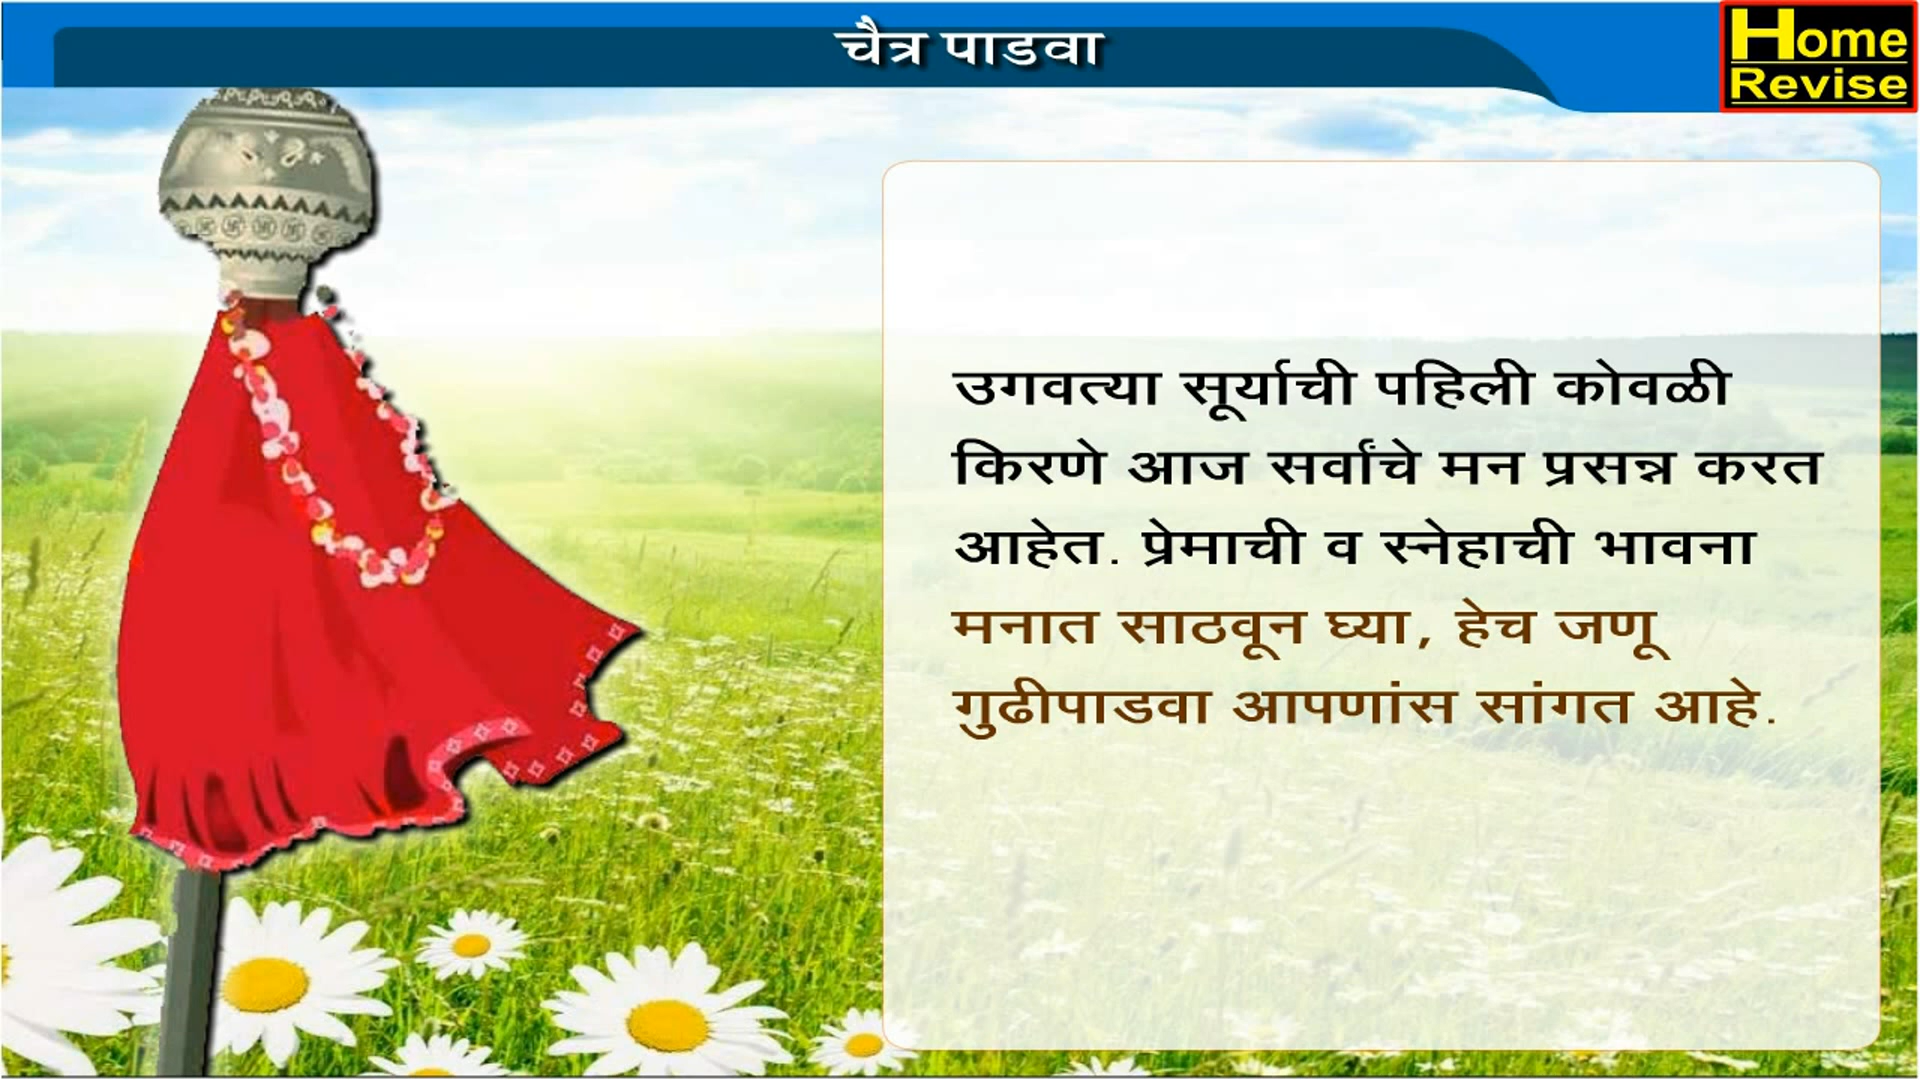 चैत्र पाडवा
Home
Revise
उगवत्या सूर्याची पहिली कोवळी
किरणे आज सर्वांचे मन प्रसन्न करत
आहेत. प्रेमाची व स्नेहाची भावना
मनात साठवून घ्या, हेच जणू
गुढीपाडवा आपणांस सांगत आहे.